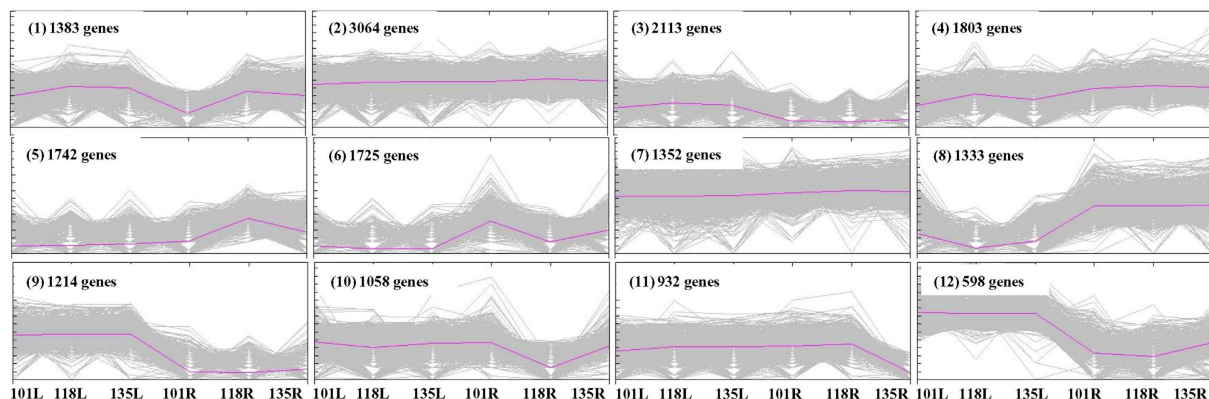 (1) 1383 genes
(2) 3064 genes
(3) 2113 genes
(4) 1803 genes
(5) 1742 genes
(6) 1725 genes
(7) 1352 genes
(8) 1333 genes
(9) 1214 genes
(10) 1058 genes
(11) 932 genes
(12) 598 genes
101L 118L 135L 101R 118R 135R 101L 118L 135L 101R 118R 135R 101L 118L 135L 101R 118R 135R 101L 118L 135L 101R 118R 135R